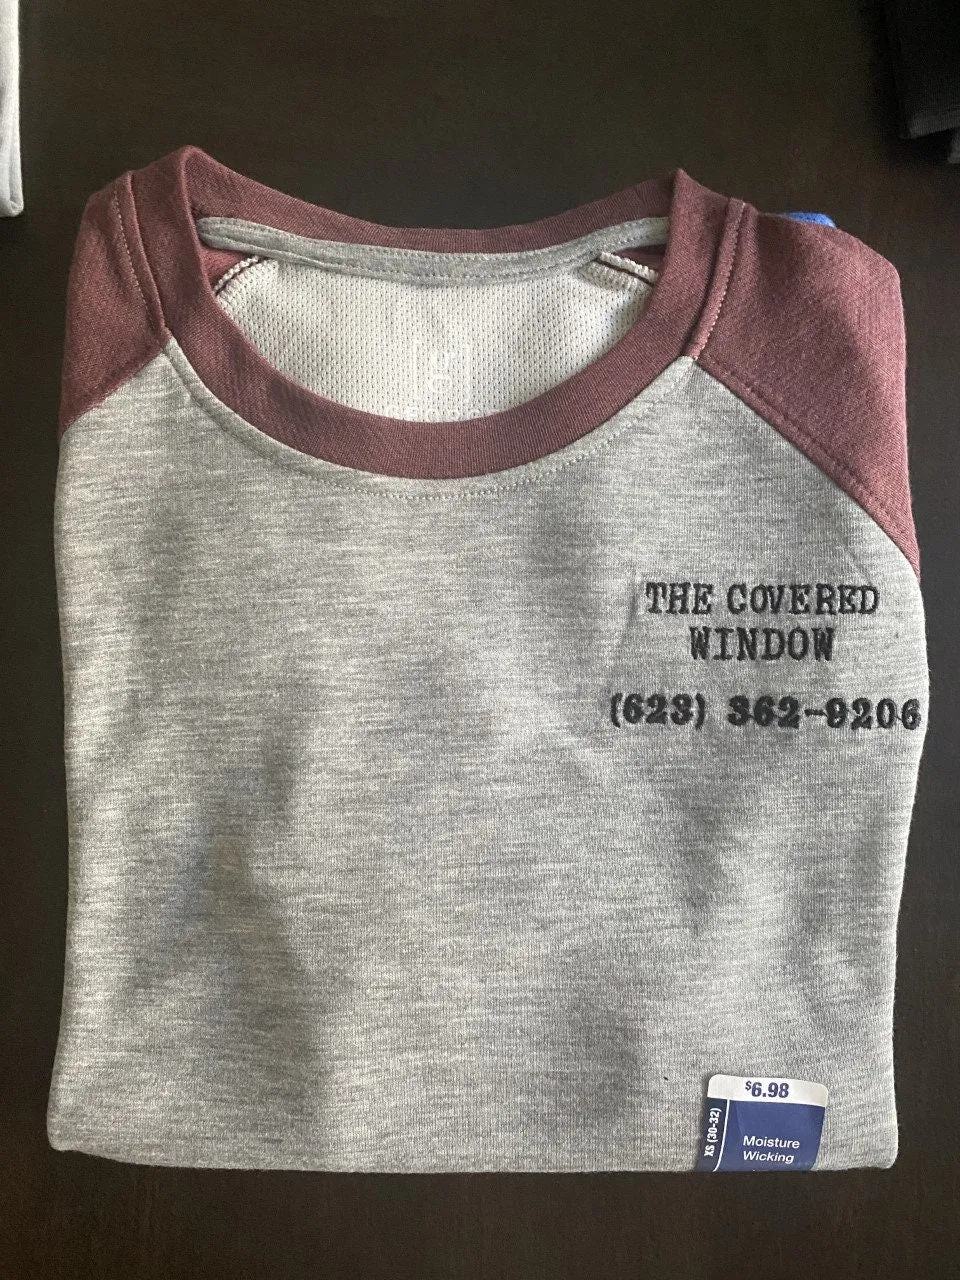 THE COVERED
WINDOW
(623) 362-9206
$6.98
XS (30-32)
Moisture
Wicking